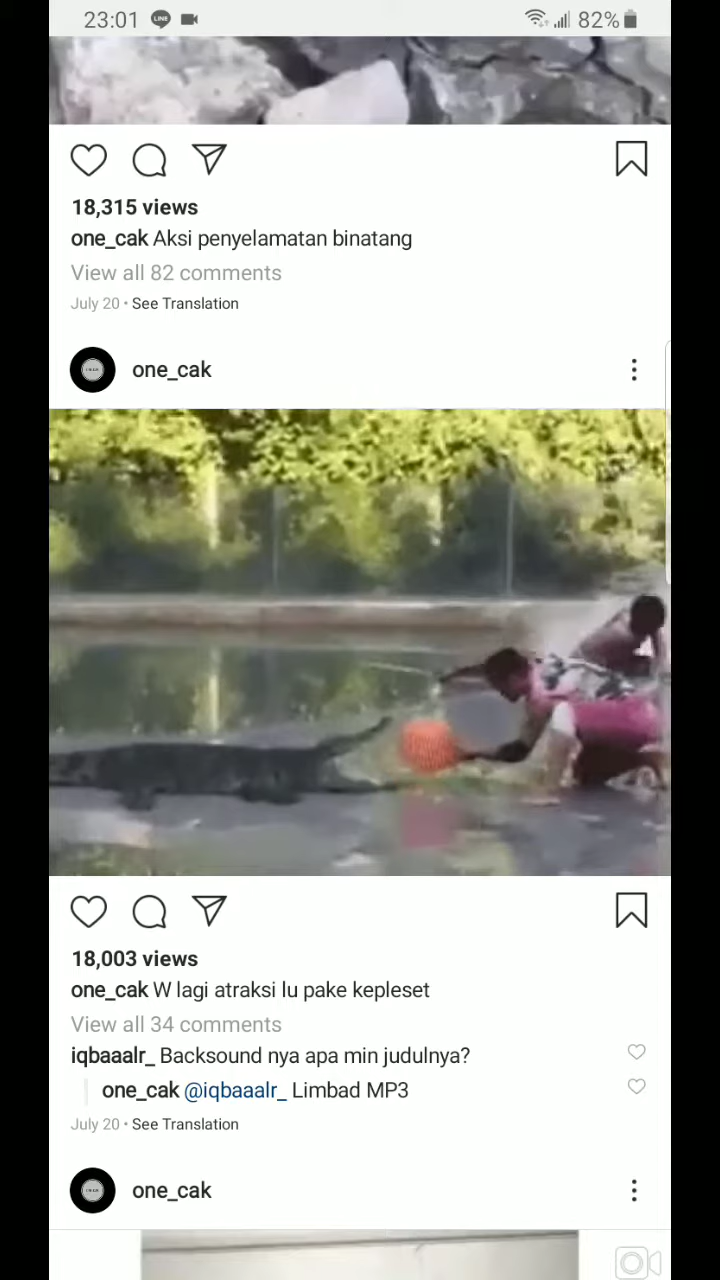 23:01 LINE 82%
18,315 views
one_cak Aksi penyelamatan binatang
View all 82 comments
July 20 • See Translation
one_cak
18,003 views
one_cak W lagi atraksi lu pake kepleset
View all 34 comments
iqbaaalr_ Backsound nya apa min judulnya?
one_cak @iqbaaalr_ Limbad MP3
July 20 • See Translation
one_cak